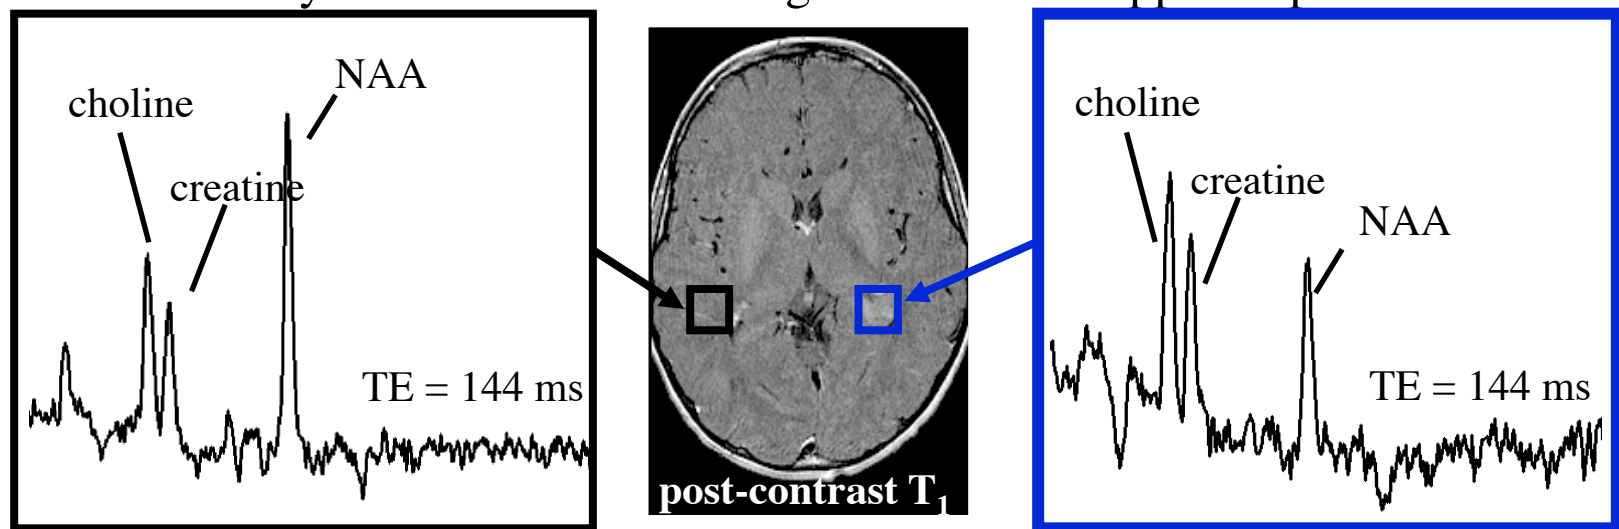 choline
NAA
creatine
TE = 144 ms
post-contrast T1
choline
creatine
NAA
TE = 144 ms